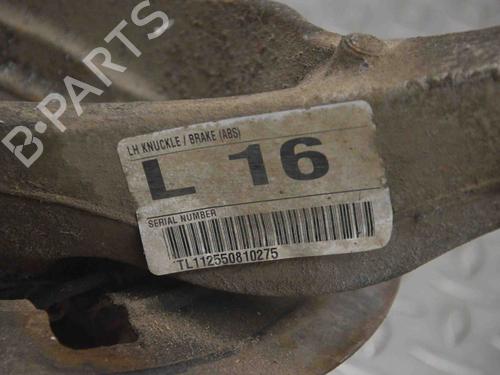 B-PARTS
LH KNUCKLE / BRAKE (ABS)
L 16
SERIAL NUMBER
TL112550810275